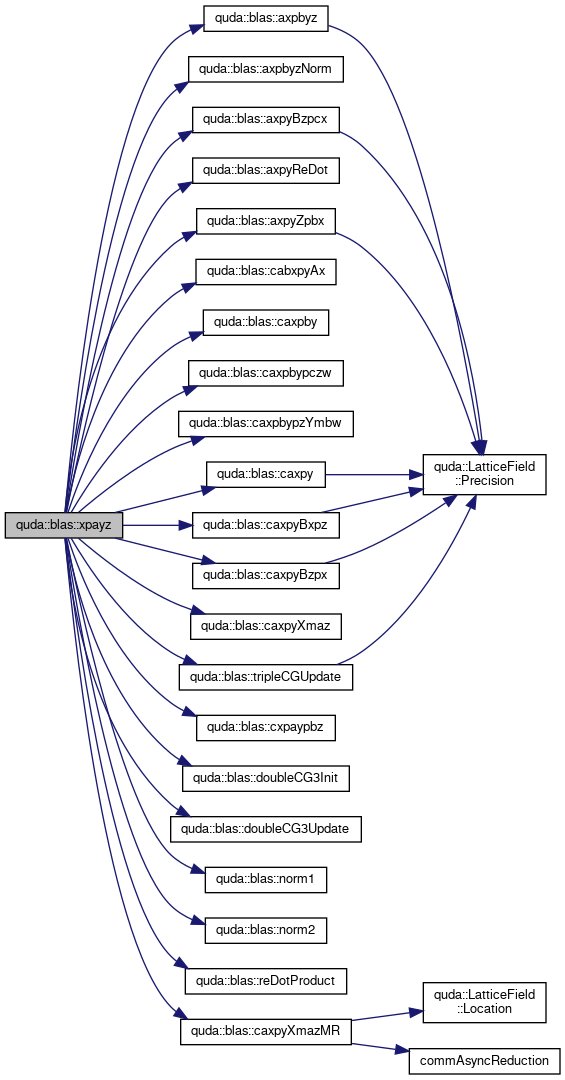 quda::blas::axpbyz
quda::blas::axpbyzNorm
quda::blas::axpyBzpcx
quda::blas::axpyReDot
quda::blas::axpyZpbx
quda::blas::cabxpyAx
quda::blas::caxpby
quda::blas::caxpbypczw
quda::blas::caxpbypzYmbw
quda::blas::caxpy
quda::LatticeField
::Precision
quda::blas::xpayz
quda::blas::caxpyBxpz
quda::blas::caxpyBzpx
quda::blas::caxpyXmaz
quda::blas::tripleCGUpdate
quda::blas::cxpaypbz
quda::blas::doubleCG3Init
quda::blas::doubleCG3Update
quda::blas::norm1
quda::blas::norm2
quda::blas::reDotProduct
quda::blas::caxpyXmazMR
quda::LatticeField
::Location
commAsyncReduction